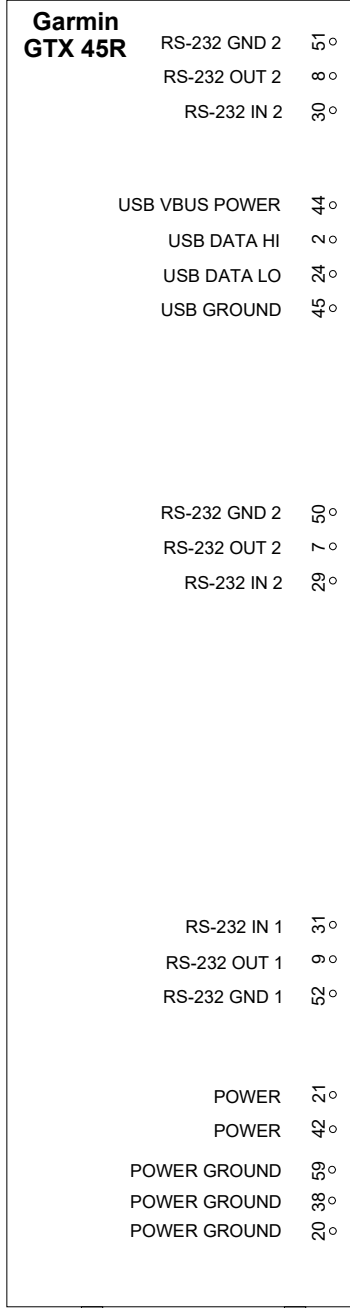 Garmin
GTX 45R
RS-232 GND 2 51
RS-232 OUT 2 8
RS-232 IN 2 30
USB VBUS POWER 44
USB DATA HI 2
USB DATA LO 24
USB GROUND 45
RS-232 GND 2 50
RS-232 OUT 2 7
RS-232 IN 2 29
RS-232 IN 1 31
RS-232 OUT 1 9
RS-232 GND 1 52
POWER 21
POWER 42
POWER GROUND 59
POWER GROUND 38
POWER GROUND 20